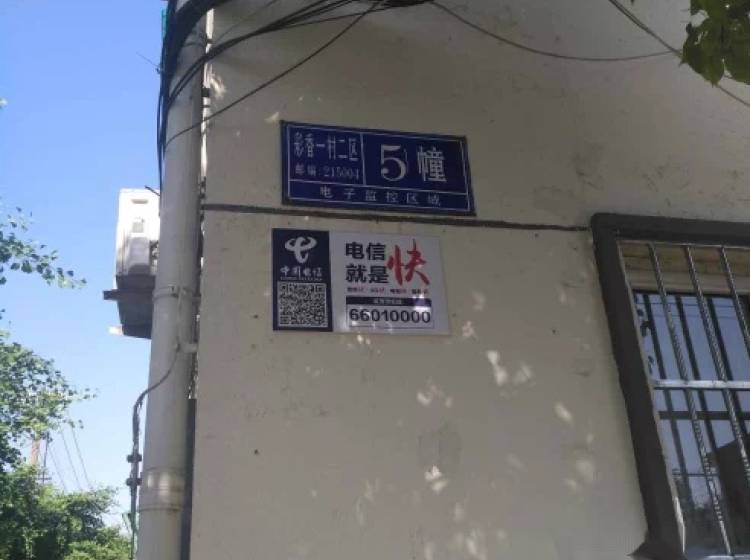 彩香一村二区
邮编:215004
5幢
电子监控区域
中国电信
电信
就是
快
66010000